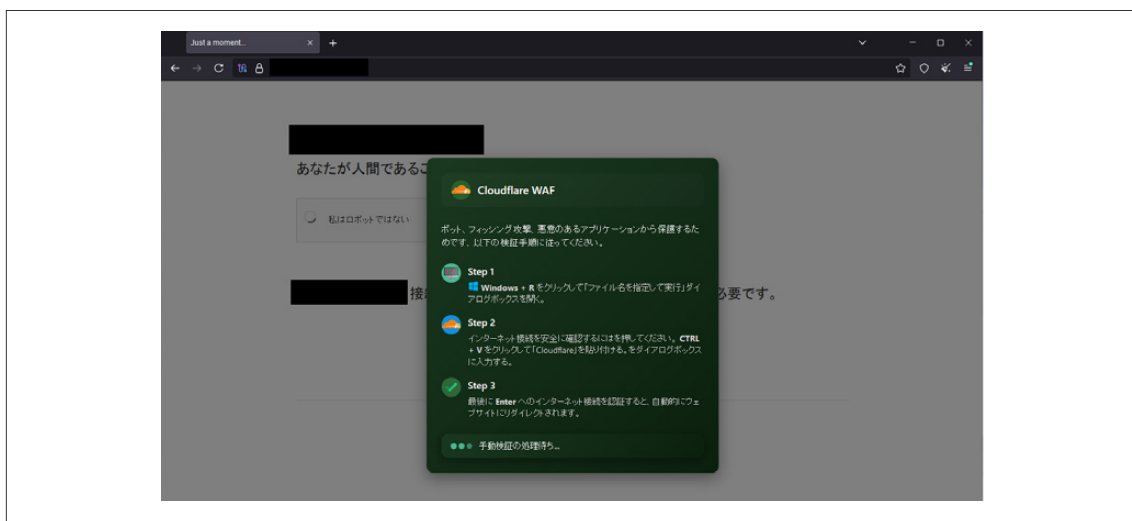 Just a moment...
あなたが人間であるこ
私はロボットではない
Cloudflare WAF
ボット、フィッシング攻撃、悪意のあるアプリケーションから保護するた
めです、以下の検証手順に従ってください。
Step 1
Windows + R をクリックして「ファイル名を指定して実行」ダイ
アログボックスを開く。
Step 2
インターネット接続を安全に確認するにはを押してください。CTRL
+ V をクリックして「Cloudflare」を貼り付ける。をダイアログボックス
に入力する。
Step 3
最後に Enter へのインターネット接続を認証すると、自動的にウェ
ブサイトにリダイレクトされます。
手動検証の処理待ち...
接
必要です。